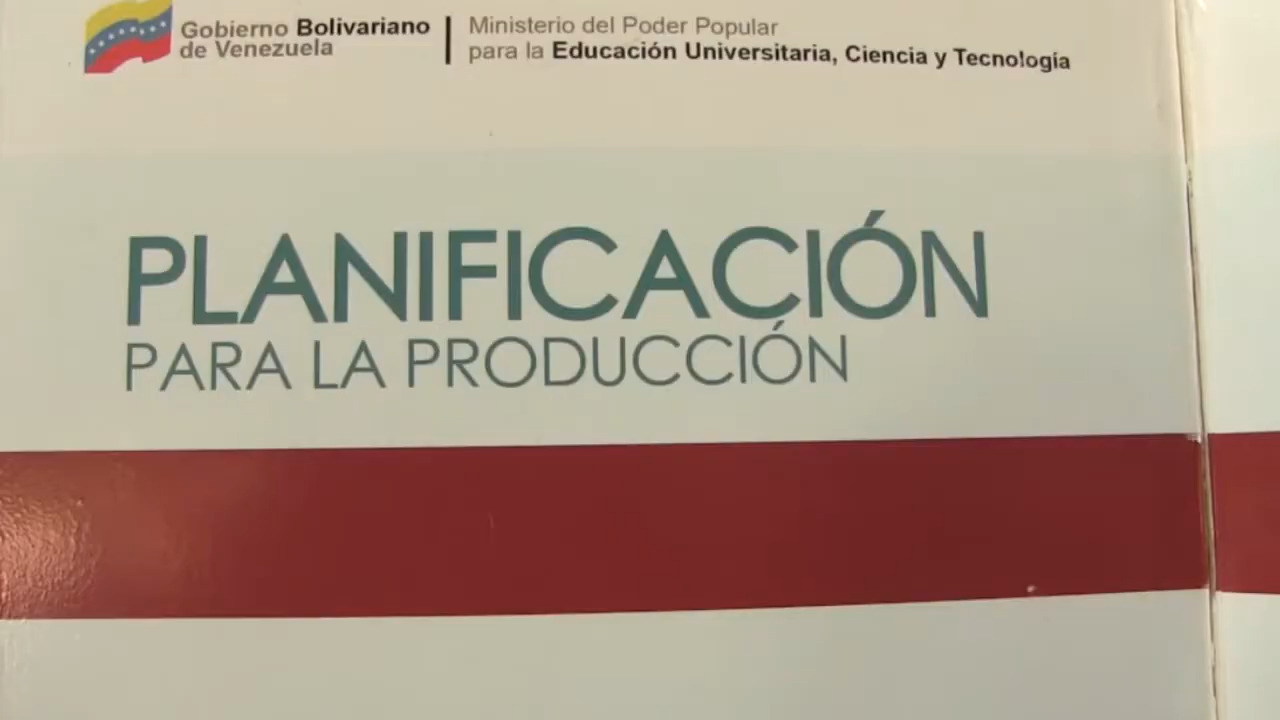 Gobierno Bolivariano
de Venezuela
Ministerio del Poder Popular
para la Educación Universitaria, Ciencia y Tecnología
PLANIFICACIÓN
PARA LA PRODUCCIÓN